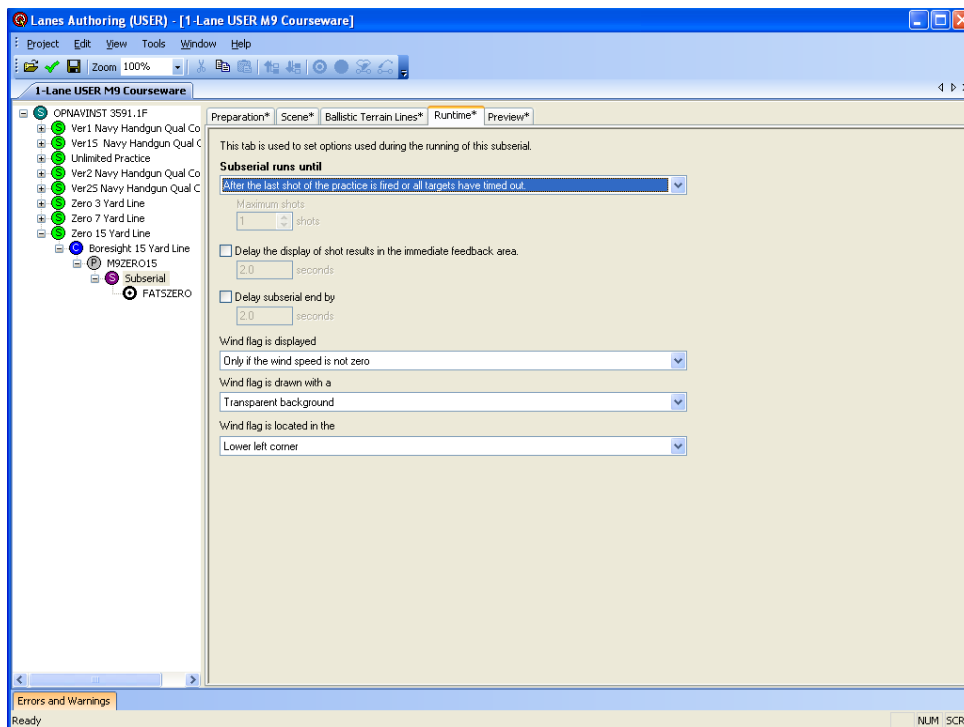 Lanes Authoring (USER) - [1-Lane USER M9 Courseware]
Project Edit View Tools Window Help
Zoom 100%
1-Lane USER M9 Courseware
S OPNAVINST 3591.1F
S Ver1 Navy Handgun Qual Co
S Ver15 Navy Handgun Qual C
S Unlimited Practice
S Ver2 Navy Handgun Qual Co
S Ver25 Navy Handgun Qual C
S Zero 3 Yard Line
S Zero 7 Yard Line
S Zero 15 Yard Line
C Boresight 15 Yard Line
P M9ZERO15
S Subserial
FATSZERO
Preparation* Scene* Ballistic Terrain Lines* Runtime* Preview*
This tab is used to set options used during the running of this subserial.
Subserial runs until
After the last shot of the practice is fired or all targets have timed out.
Maximum shots
1 shots
Delay the display of shot results in the immediate feedback area.
2.0 seconds
Delay subserial end by
2.0 seconds
Wind flag is displayed
Only if the wind speed is not zero
Wind flag is drawn with a
Transparent background
Wind flag is located in the
Lower left corner
Errors and Warnings
Ready NUM SCR